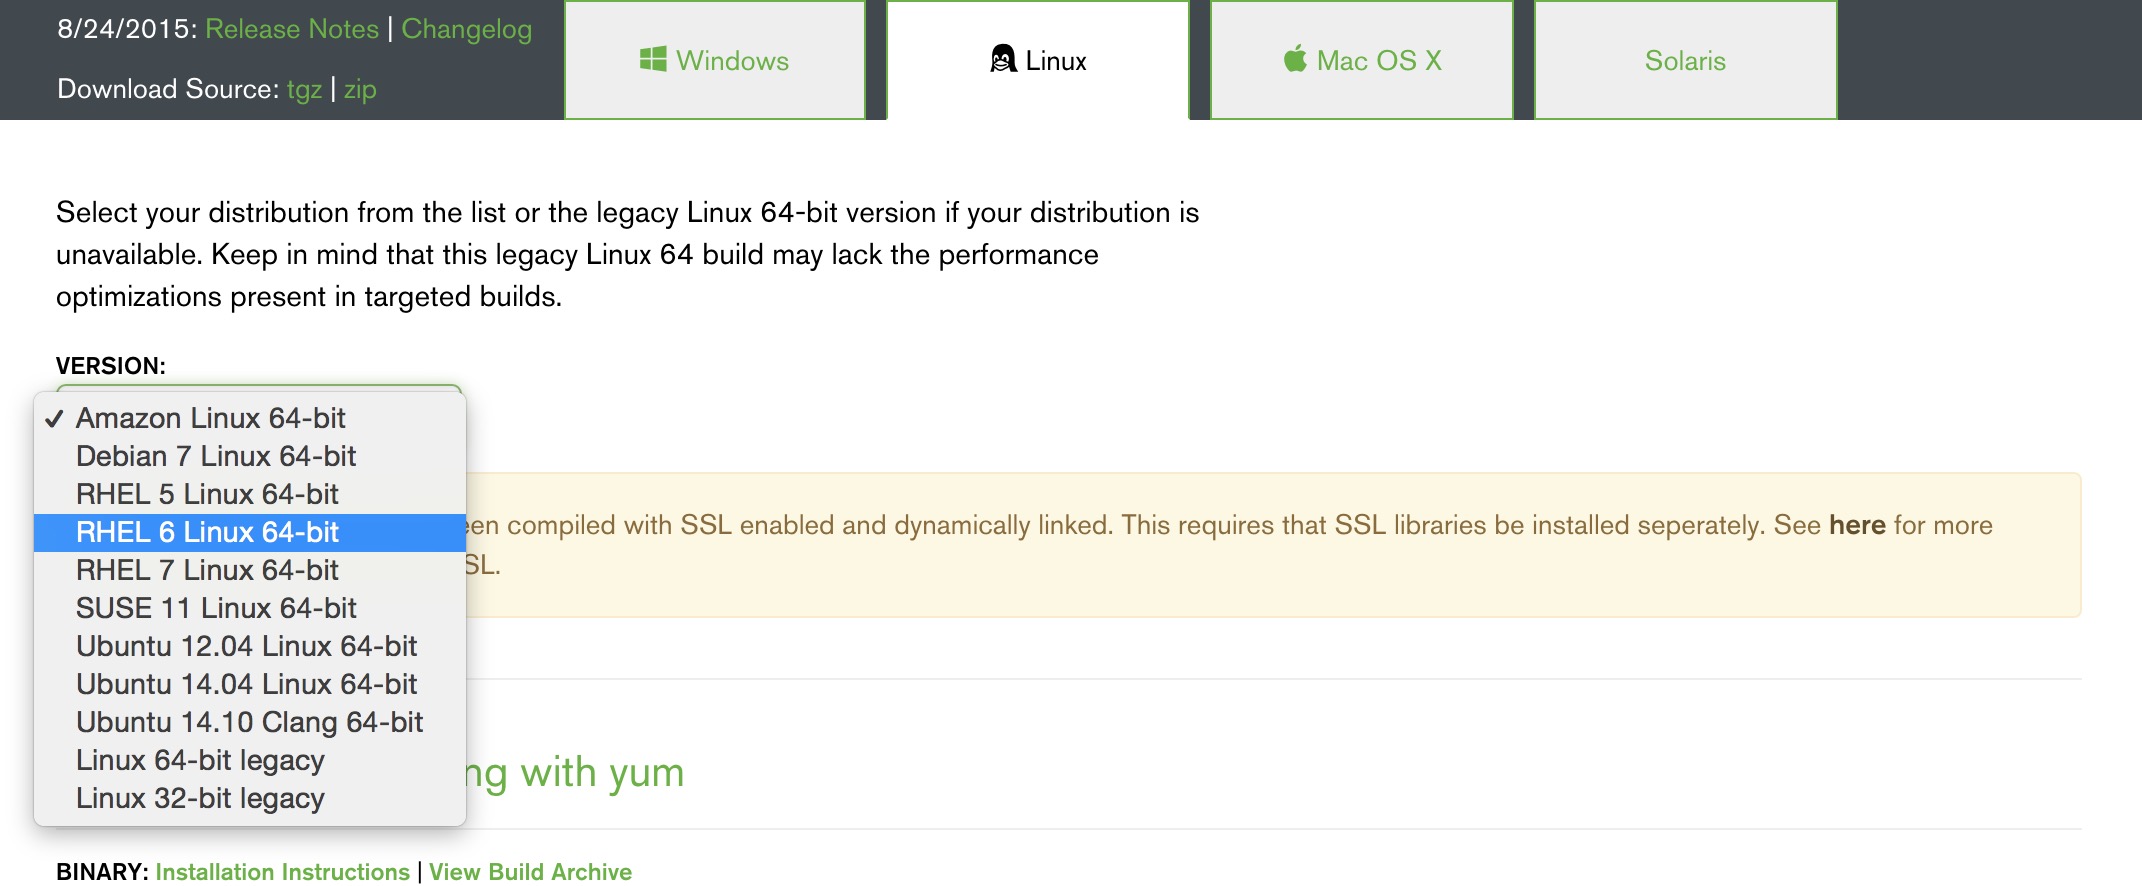 8/24/2015: Release Notes | Changelog
Download Source: tgz | zip
Windows
Linux
Mac OS X
Solaris
Select your distribution from the list or the legacy Linux 64-bit version if your distribution is
unavailable. Keep in mind that this legacy Linux 64 build may lack the performance
optimizations present in targeted builds.
VERSION:
✓ Amazon Linux 64-bit
Debian 7 Linux 64-bit
RHEL 5 Linux 64-bit
RHEL 6 Linux 64-bit
RHEL 7 Linux 64-bit
SUSE 11 Linux 64-bit
Ubuntu 12.04 Linux 64-bit
Ubuntu 14.04 Linux 64-bit
Ubuntu 14.10 Clang 64-bit
Linux 64-bit legacy
Linux 32-bit legacy
compiled with SSL enabled and dynamically linked. This requires that SSL libraries be installed seperately. See here for more
SL.
with yum
BINARY: Installation Instructions | View Build Archive